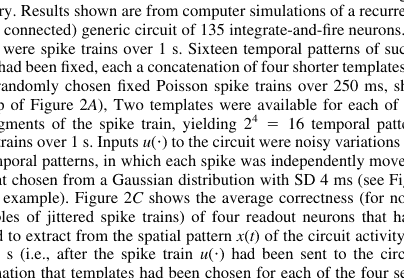 ry. Results shown are from computer simulations of a recurre
connected) generic circuit of 135 integrate-and-fire neurons.
were spike trains over 1 s. Sixteen temporal patterns of suc
had been fixed, each a concatenation of four shorter templates
randomly chosen fixed Poisson spike trains over 250 ms, sh
p of Figure 2A), Two templates were available for each of
gments of the spike train, yielding 2⁴ = 16 temporal patte
trains over 1 s. Inputs u(·) to the circuit were noisy variations
mporal patterns, in which each spike was independently move
nt chosen from a Gaussian distribution with SD 4 ms (see Fi
example). Figure 2C shows the average correctness (for no
ples of jittered spike trains) of four readout neurons that ha
d to extract from the spatial pattern x(t) of the circuit activity
s (i.e., after the spike train u(·) had been sent to the circ
nation that templates had been chosen for each of the four se